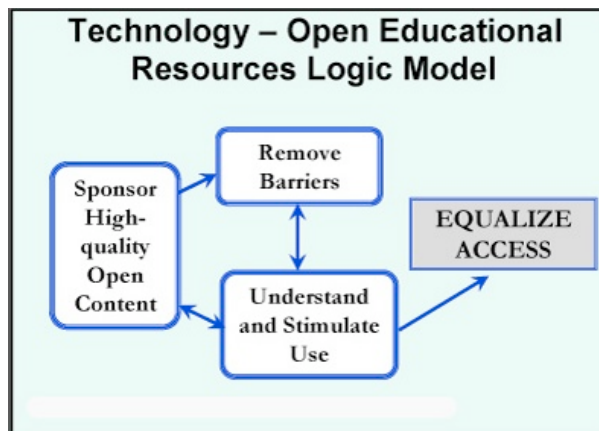 Technology – Open Educational
Resources Logic Model
Sponsor
High-
quality
Open
Content
Remove
Barriers
Understand
and Stimulate
Use
EQUALIZE
ACCESS